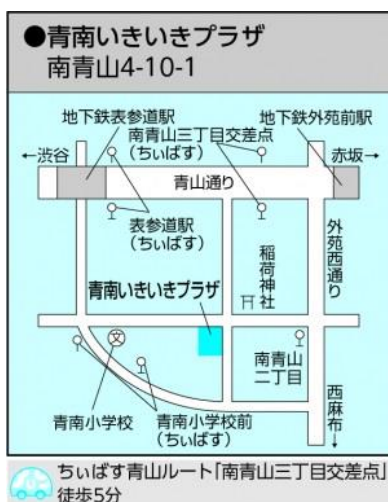 ●青南いきいきプラザ
南青山4-10-1
地下鉄表参道駅
地下鉄外苑前駅
南青山三丁目交差点
(ちぃばす)
←渋谷
赤坂→
青山通り
表参道駅
(ちぃばす)
外苑西通り
稲荷神社
青南いきいきプラザ
文
南青山
二丁目
青南小学校
青南小学校前
(ちぃばす)
西麻布→
ちぃばす青山ルート「南青山三丁目交差点」
徒歩5分